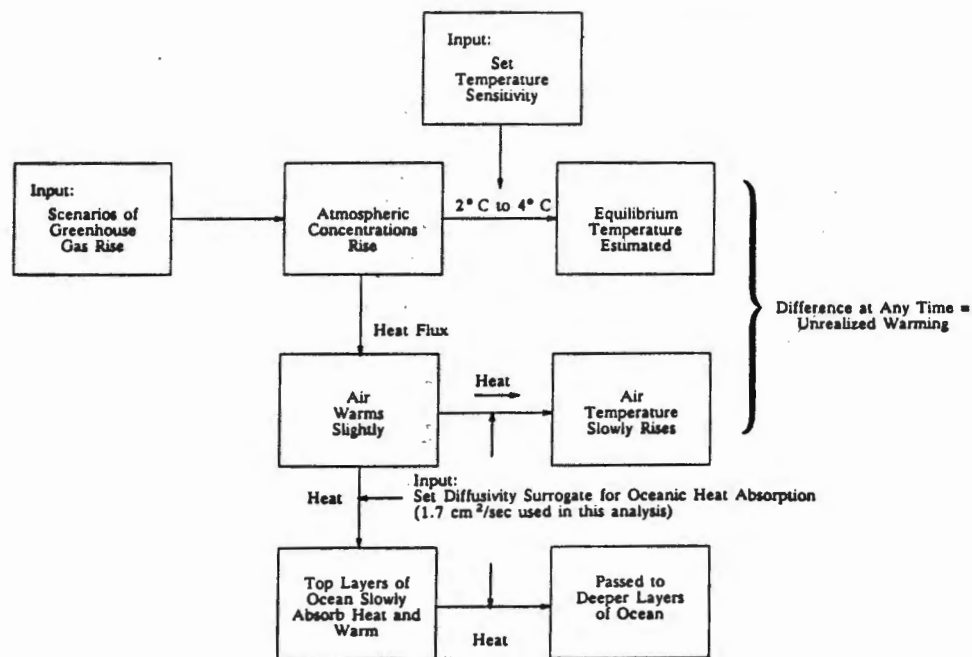 Input:
Set
Temperature
Sensitivity
Input:
Scenarios of
Greenhouse
Gas Rise
Atmospheric
Concentrations
Rise
2° C to 4° C
Equilibrium
Temperature
Estimated
Difference at Any Time =
Unrealized Warming
Heat Flux
Air
Warms
Slightly
Heat
Air
Temperature
Slowly Rises
Heat
Input:
Set Diffusivity Surrogate for Oceanic Heat Absorption
(1.7 cm²/sec used in this analysis)
Top Layers of
Ocean Slowly
Absorb Heat and
Warm
Heat
Passed to
Deeper Layers
of Ocean